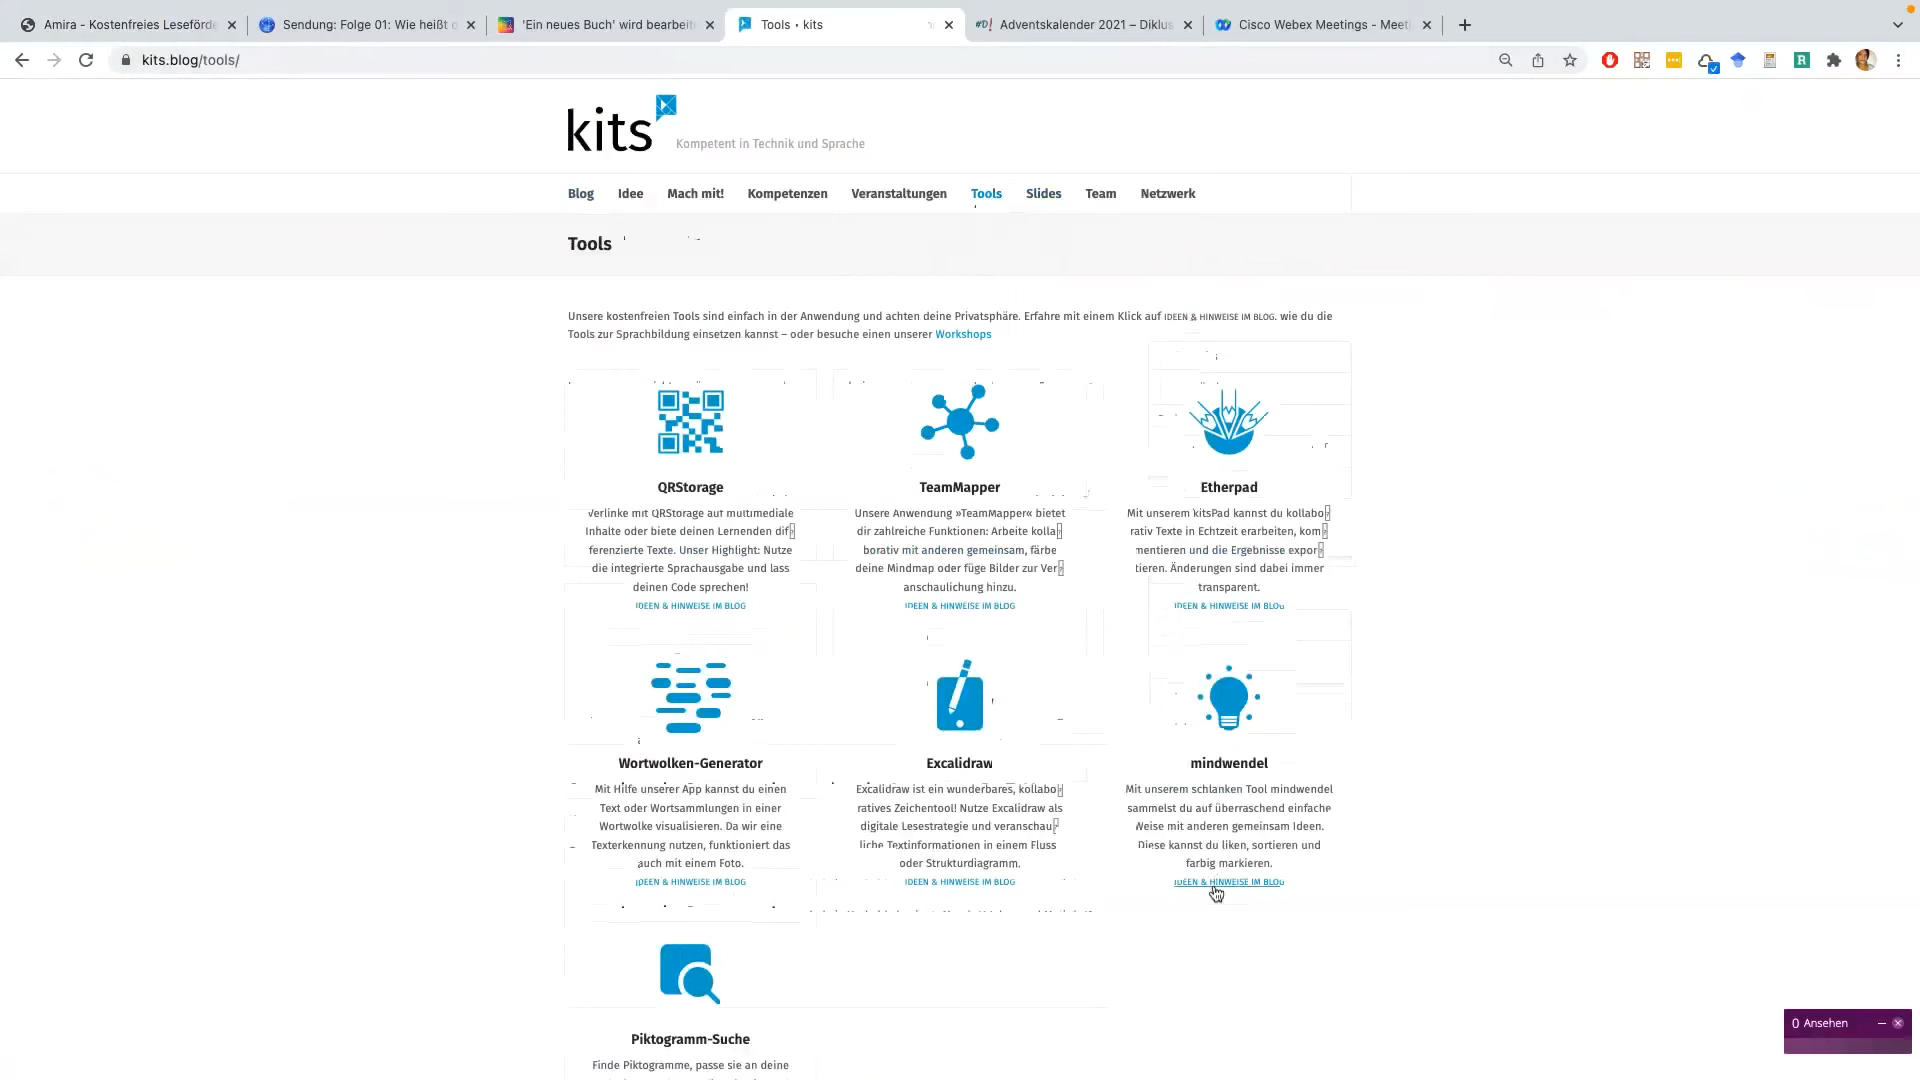 Amira - Kostenfreies Leseförde
Sendung: Folge 01: Wie heißt d
'Ein neues Buch' wird bearbeit
Tools • kits
#D! Adventskalender 2021 – Diklus
Cisco Webex Meetings - Meet
kits.blog/tools/
kits
Kompetent in Technik und Sprache
Blog Idee Mach mit! Kompetenzen Veranstaltungen Tools Slides Team Netzwerk
Tools
Unsere kostenfreien Tools sind einfach in der Anwendung und achten deine Privatsphäre. Erfahre mit einem Klick auf IDEEN & HINWEISE IM BLOG. wie du die
Tools zur Sprachbildung einsetzen kannst – oder besuche einen unserer Workshops
QRStorage
Verlinke mit QRStorage auf multimediale
Inhalte oder biete deinen Lernenden dif
ferenzierte Texte. Unser Highlight: Nutze
die integrierte Sprachausgabe und lass
deinen Code sprechen!
IDEEN & HINWEISE IM BLOG
TeamMapper
Unsere Anwendung »TeamMapper« bietet
dir zahlreiche Funktionen: Arbeite kolla
borativ mit anderen gemeinsam, färbe
deine Mindmap oder füge Bilder zur Ver
anschaulichung hinzu.
IDEEN & HINWEISE IM BLOG
Etherpad
Mit unserem kitsPad kannst du kollabo
rativ Texte in Echtzeit erarbeiten, kom
mentieren und die Ergebnisse expor
tieren. Änderungen sind dabei immer
transparent.
IDEEN & HINWEISE IM BLOG
Wortwolken-Generator
Mit Hilfe unserer App kannst du einen
Text oder Wortsammlungen in einer
Wortwolke visualisieren. Da wir eine
Texterkennung nutzen, funktioniert das
auch mit einem Foto.
IDEEN & HINWEISE IM BLOG
Excalidraw
Excalidraw ist ein wunderbares, kollabo
ratives Zeichentool! Nutze Excalidraw als
digitale Lesestrategie und veranschau
liche Textinformationen in einem Fluss
oder Strukturdiagramm.
IDEEN & HINWEISE IM BLOG
mindwendel
Mit unserem schlanken Tool mindwendel
sammelst du auf überraschend einfache
Weise mit anderen gemeinsam Ideen.
Diese kannst du liken, sortieren und
farbig markieren.
IDEEN & HINWEISE IM BLOG
Piktogramm-Suche
Finde Piktogramme, passe sie an deine
0 Ansehen